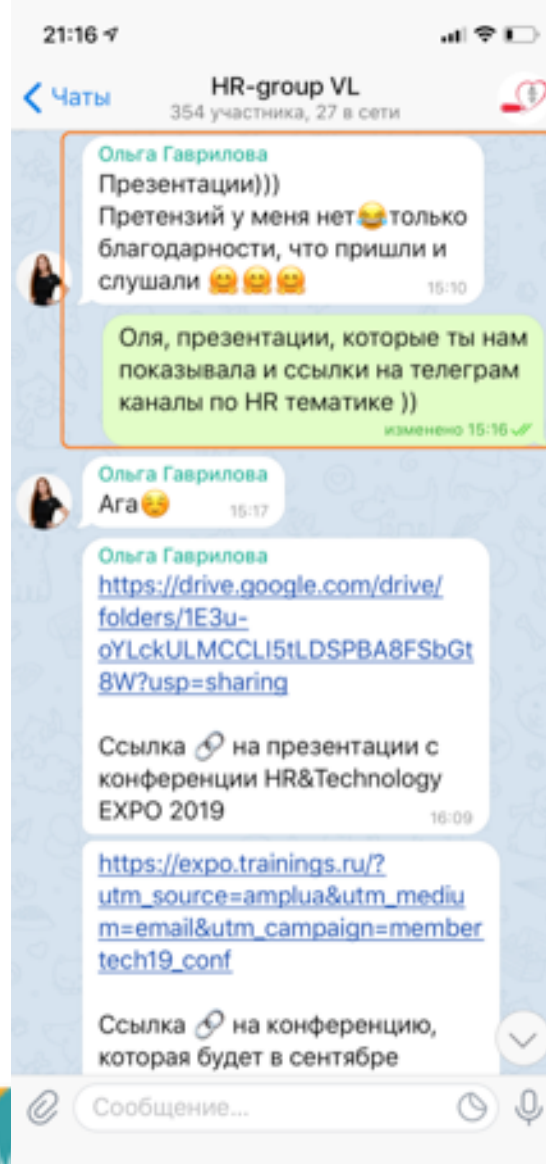 21:16
Чаты
HR-group VL
354 участника, 27 в сети
Ольга Гаврилова
Презентации)))
Претензий у меня нет😂только
благодарности, что пришли и
слушали 🤗🤗🤗
15:10
Оля, презентации, которые ты нам
показывала и ссылки на телеграм
каналы по HR тематике ))
изменено 15:16
Ольга Гаврилова
Ага☺️
15:17
Ольга Гаврилова
https://drive.google.com/drive/
folders/1E3u-
oYLckULMCCLI5tLDSPBA8FSbGt
8W?usp=sharing
Ссылка 🔗 на презентации с
конференции HR&Technology
EXPO 2019
16:09
https://expo.trainings.ru/?
utm_source=amplua&utm_mediu
m=email&utm_campaign=member
tech19_conf
Ссылка 🔗 на конференцию,
которая будет в сентябре
Сообщение...